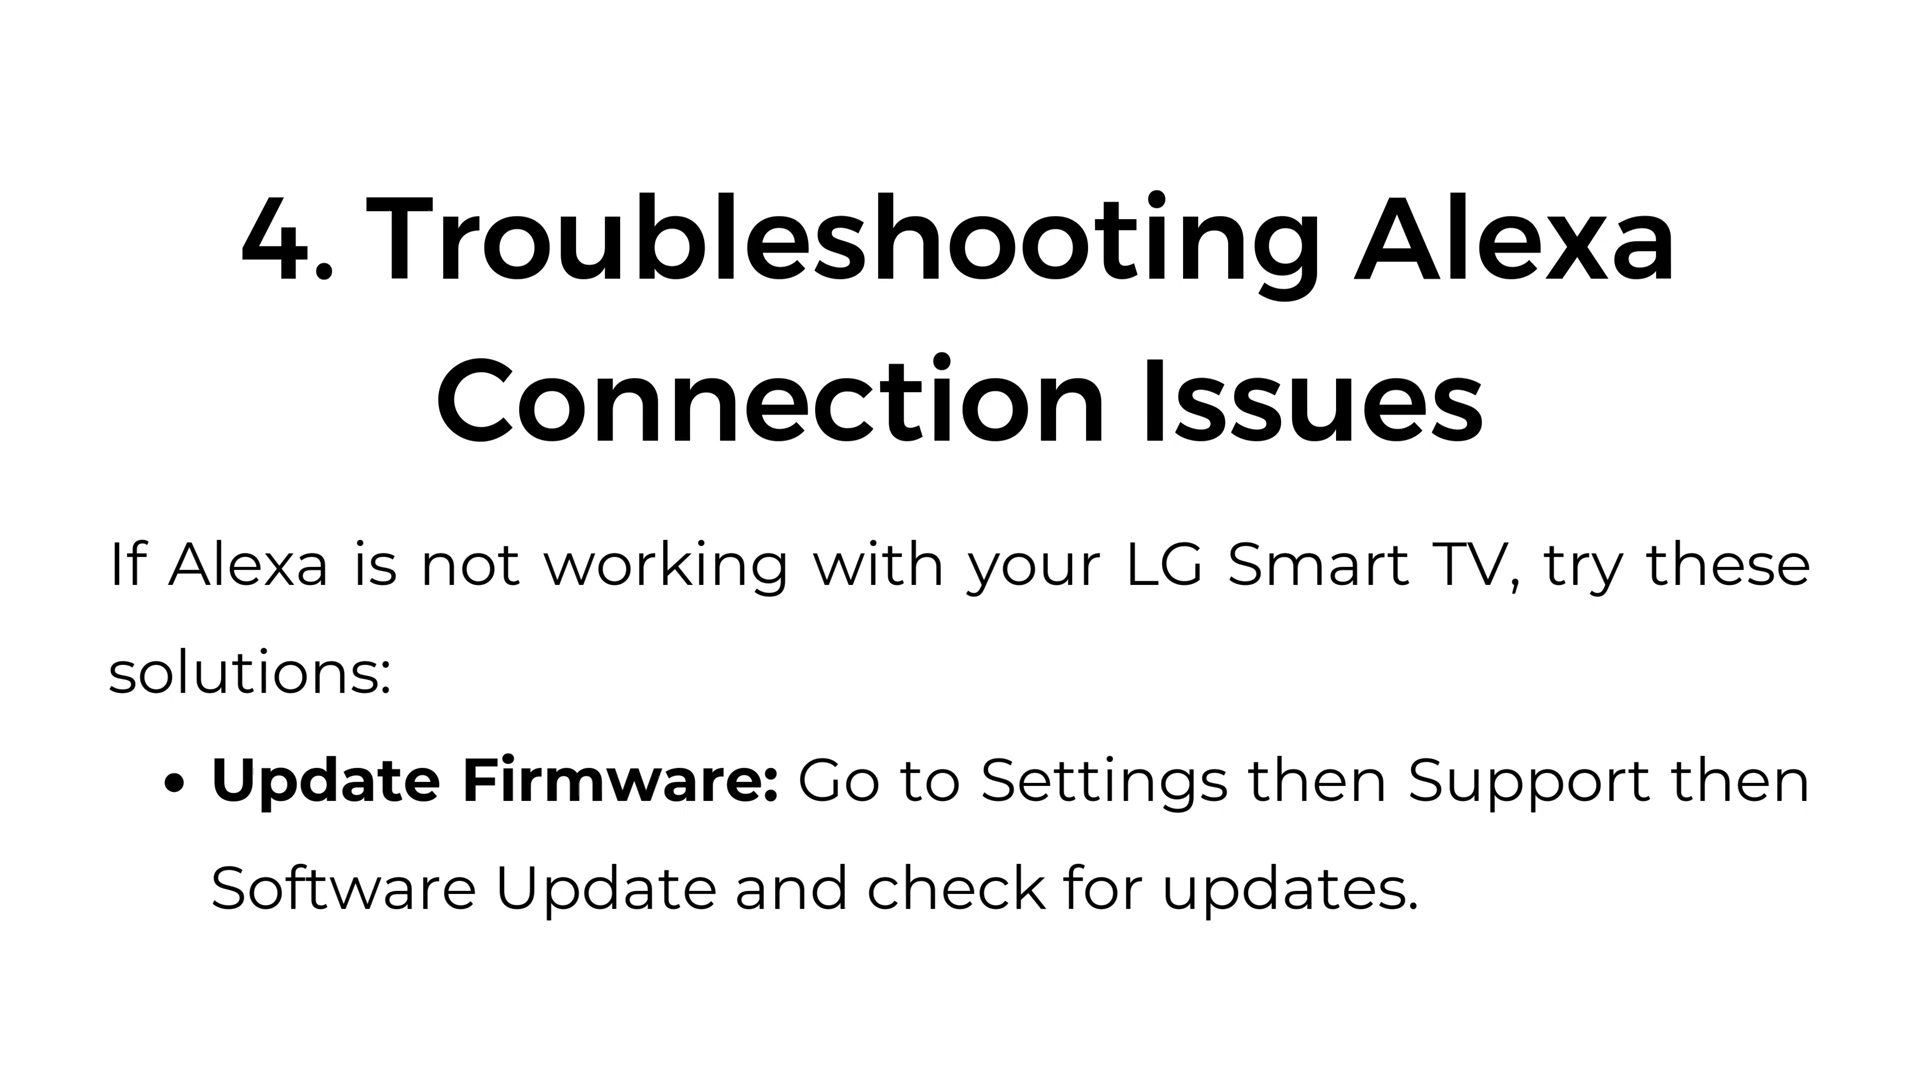 4. Troubleshooting Alexa
Connection Issues
If Alexa is not working with your LG Smart TV, try these
solutions:
• Update Firmware: Go to Settings then Support then
Software Update and check for updates.